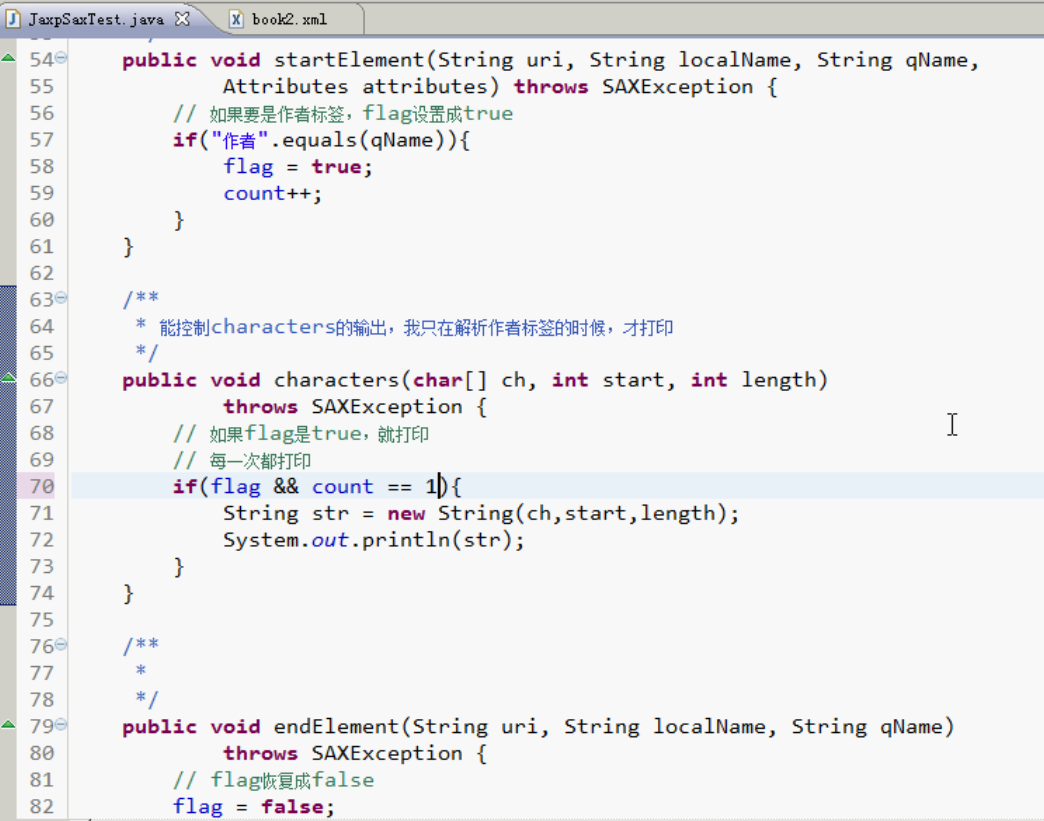 JaxpSaxTest.java book2.xml
54 public void startElement(String uri, String localName, String qName,
55 Attributes attributes) throws SAXException {
56 // 如果要是作者标签，flag设置成true
57 if("作者".equals(qName)){
58 flag = true;
59 count++;
60 }
61 }
62
63 /**
64 * 能控制characters的输出，我只在解析作者标签的时候，才打印
65 */
66 public void characters(char[] ch, int start, int length)
67 throws SAXException {
68 // 如果flag是true，就打印
69 // 每一次都打印
70 if(flag && count == 1){
71 String str = new String(ch,start,length);
72 System.out.println(str);
73 }
74 }
75
76 /**
77 *
78 */
79 public void endElement(String uri, String localName, String qName)
80 throws SAXException {
81 // flag恢复成false
82 flag = false;